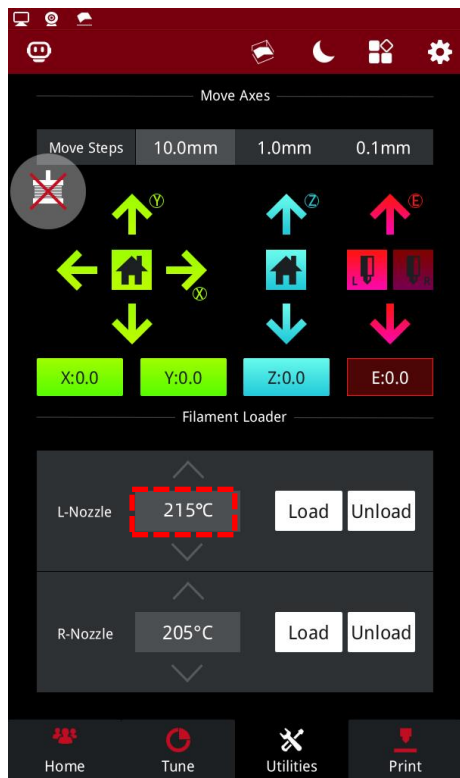 Move Axes
Move Steps 10.0mm 1.0mm 0.1mm
Y Z E
L R
X
X:0.0 Y:0.0 Z:0.0 E:0.0
Filament Loader
L-Nozzle 215℃ Load Unload
R-Nozzle 205°C Load Unload
Home Tune Utilities Print